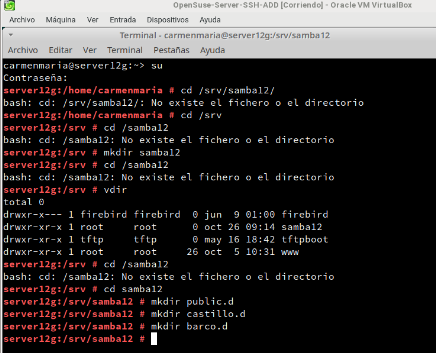 OpenSuse-Server-SSH-ADD [Corriendo] - Oracle VM VirtualBox
Archivo Máquina Ver Entrada Dispositivos Ayuda
Terminal - carmenmaria@server12g:/srv/samba12
Archivo Editar Ver Terminal Pestañas Ayuda
carmenmaria@server12g:~> su
Contraseña:
server12g:/home/carmenmaria # cd /srv/samba12/
bash: cd: /srv/samba12/: No existe el fichero o el directorio
server12g:/home/carmenmaria # cd /srv
server12g:/srv # cd /samba12
bash: cd: /samba12: No existe el fichero o el directorio
server12g:/srv # mkdir samba12
server12g:/srv # cd /samba12
bash: cd: /samba12: No existe el fichero o el directorio
server12g:/srv # vdir
total 0
drwxr-x--- 1 firebird firebird 0 jun 9 01:00 firebird
drwxr-xr-x 1 root root 0 oct 26 09:14 samba12
drwxr-xr-x 1 tftp tftp 0 may 16 18:42 tftpboot
drwxr-xr-x 1 root root 26 oct 5 10:31 www
server12g:/srv # cd /samba12
bash: cd: /samba12: No existe el fichero o el directorio
server12g:/srv # cd samba12
server12g:/srv/samba12 # mkdir public.d
server12g:/srv/samba12 # mkdir castillo.d
server12g:/srv/samba12 # mkdir barco.d
server12g:/srv/samba12 #